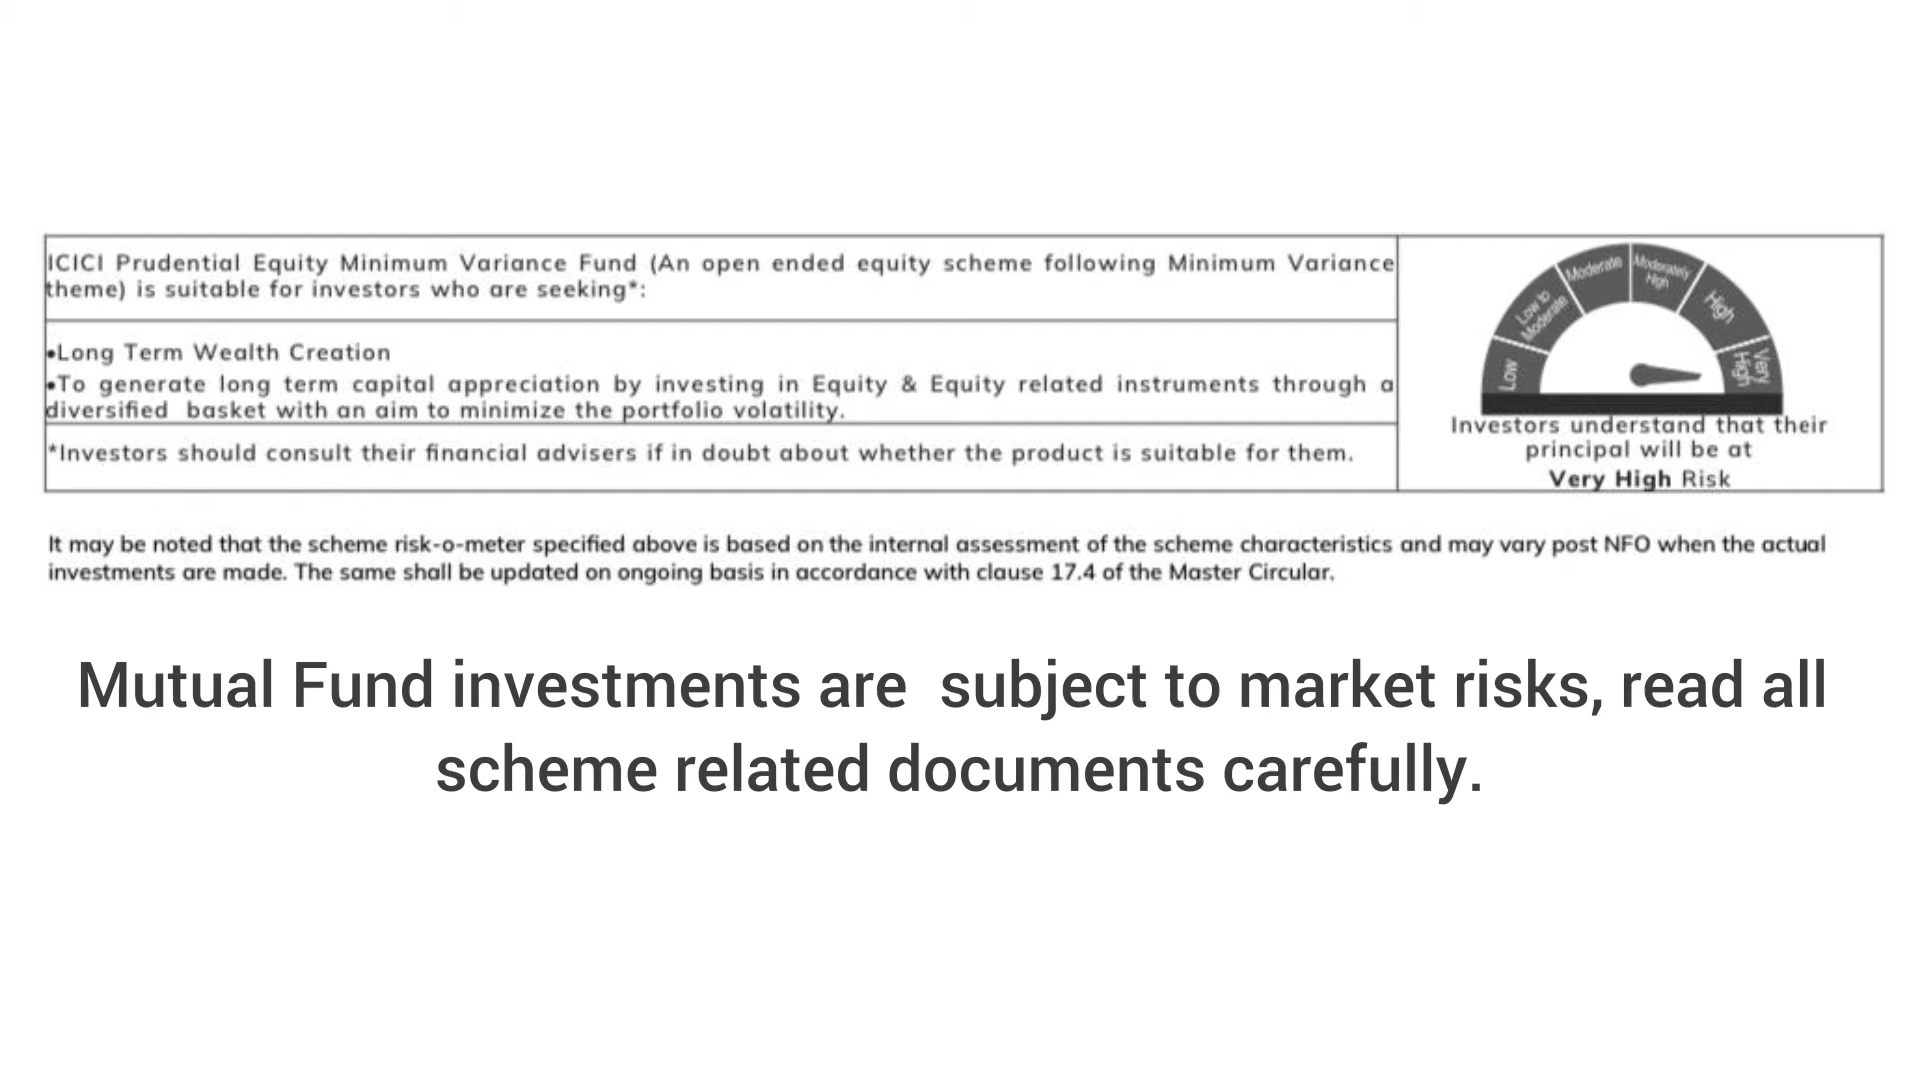 ICICI Prudential Equity Minimum Variance Fund (An open ended equity scheme following Minimum Variance
theme) is suitable for investors who are seeking*:
•Long Term Wealth Creation
•To generate long term capital appreciation by investing in Equity & Equity related instruments through a
diversified basket with an aim to minimize the portfolio volatility.
*Investors should consult their financial advisers if in doubt about whether the product is suitable for them.
Low
Low to
Moderate
Moderate
Moderately
High
High
Very
High
Investors understand that their
principal will be at
Very High Risk
It may be noted that the scheme risk-o-meter specified above is based on the internal assessment of the scheme characteristics and may vary post NFO when the actual
investments are made. The same shall be updated on ongoing basis in accordance with clause 17.4 of the Master Circular.
Mutual Fund investments are  subject to market risks, read all
scheme related documents carefully.